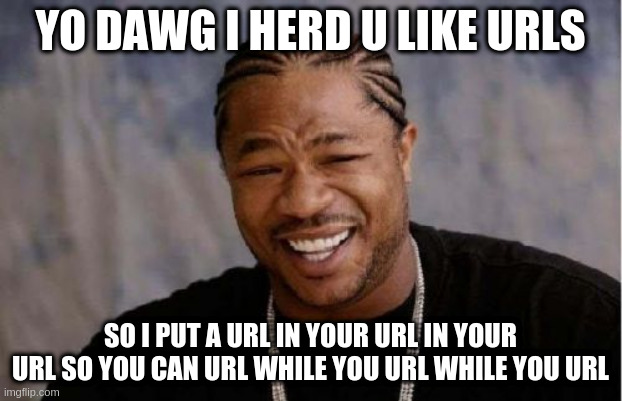 YO DAWG I HERD U LIKE URLS
SO I PUT A URL IN YOUR URL IN YOUR
URL SO YOU CAN URL WHILE YOU URL WHILE YOU URL
imgflip.com